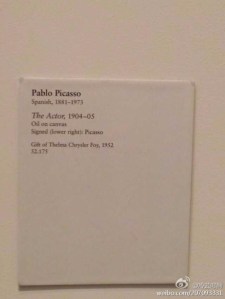 Pablo Picasso
Spanish, 1881–1973
The Actor, 1904–05
Oil on canvas
Signed (lower right): Picasso
Gift of Thelma Chrysler Foy, 1952
52.175